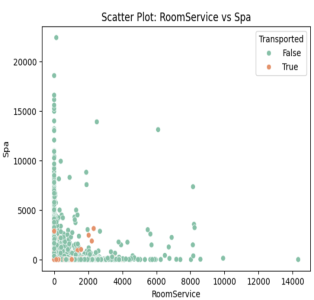 Scatter Plot: RoomService vs Spa
Transported
False
True
20000
15000
10000
5000
0
Spa
0 2000 4000 6000 8000 10000 12000 14000
RoomService